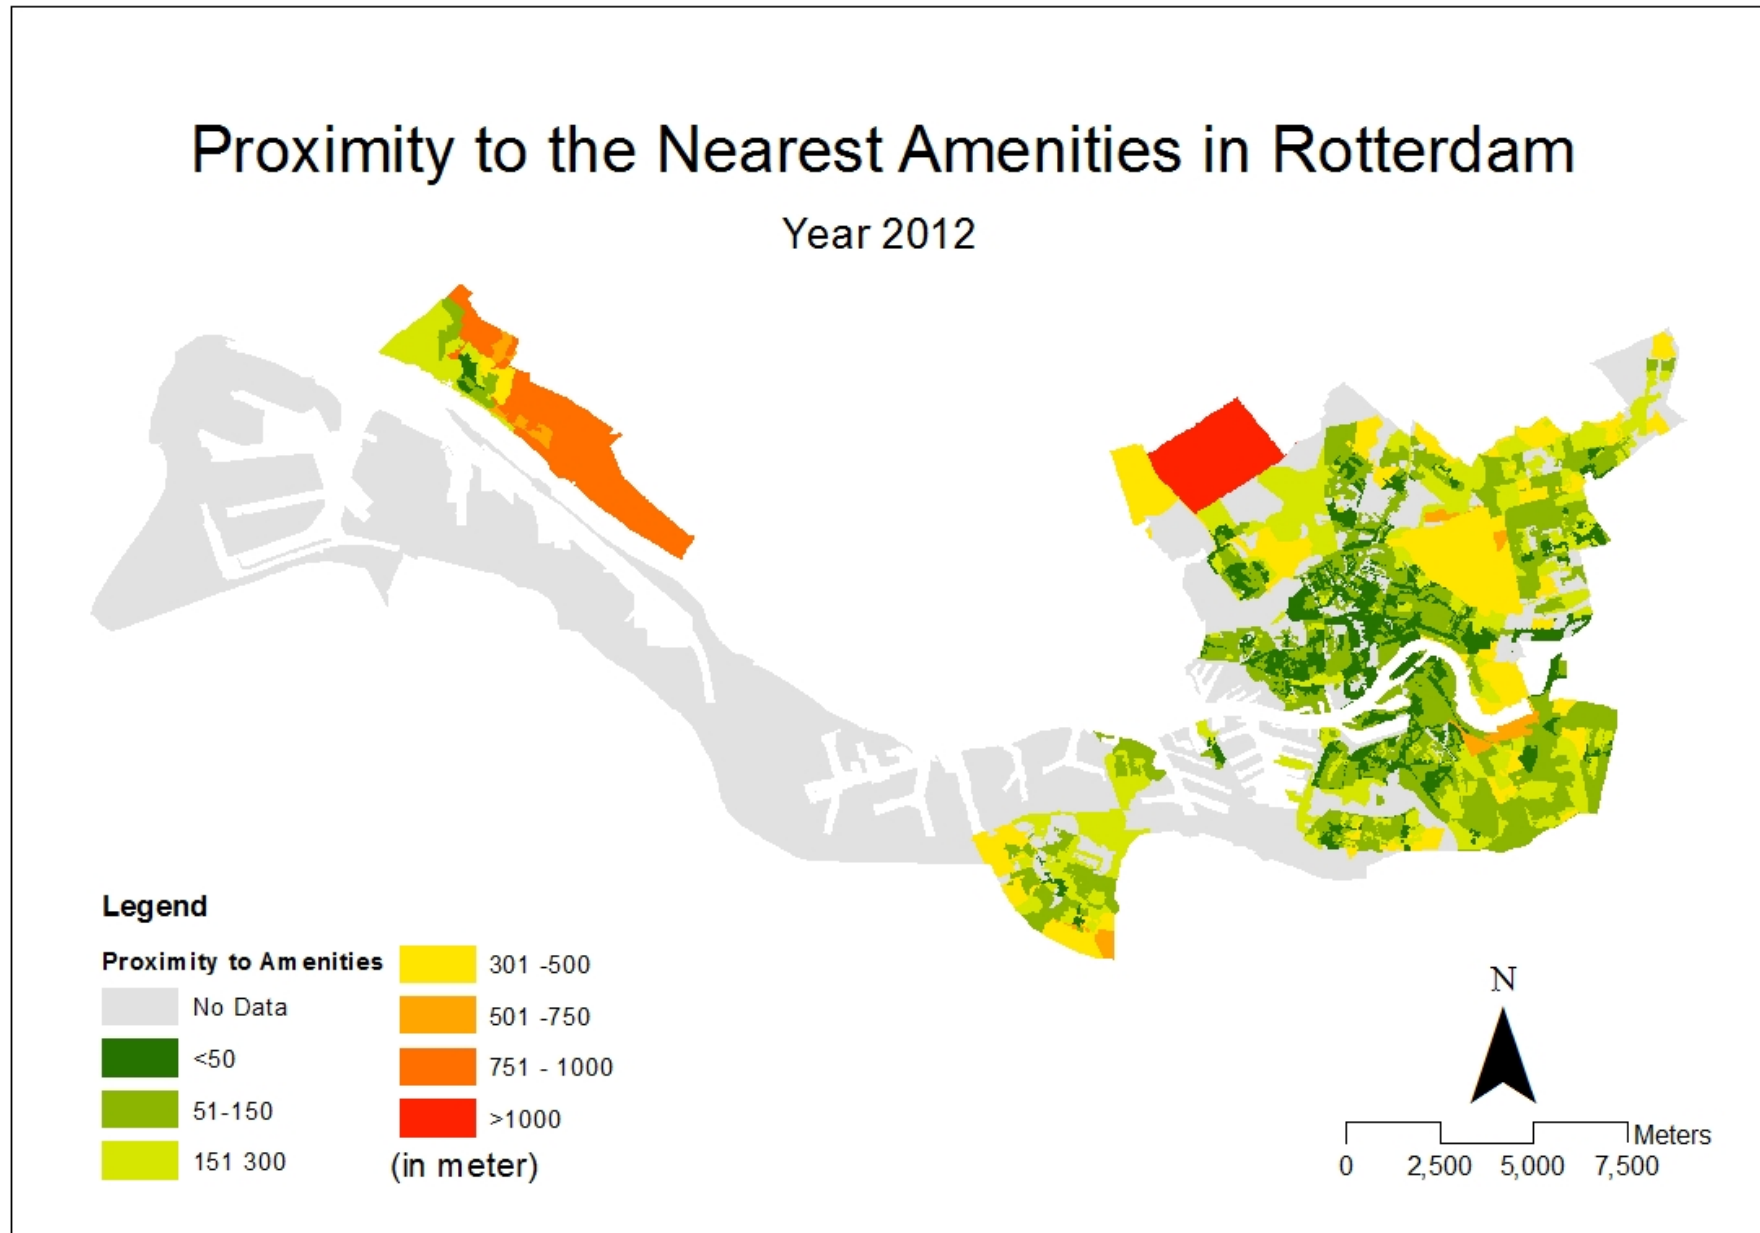 Proximity to the Nearest Amenities in Rotterdam
Year 2012
Legend
Proximity to Amenities
No Data
<50
51-150
151 300
301 -500
501 -750
751 - 1000
>1000
(in meter)
N
Meters
0 2,500 5,000 7,500